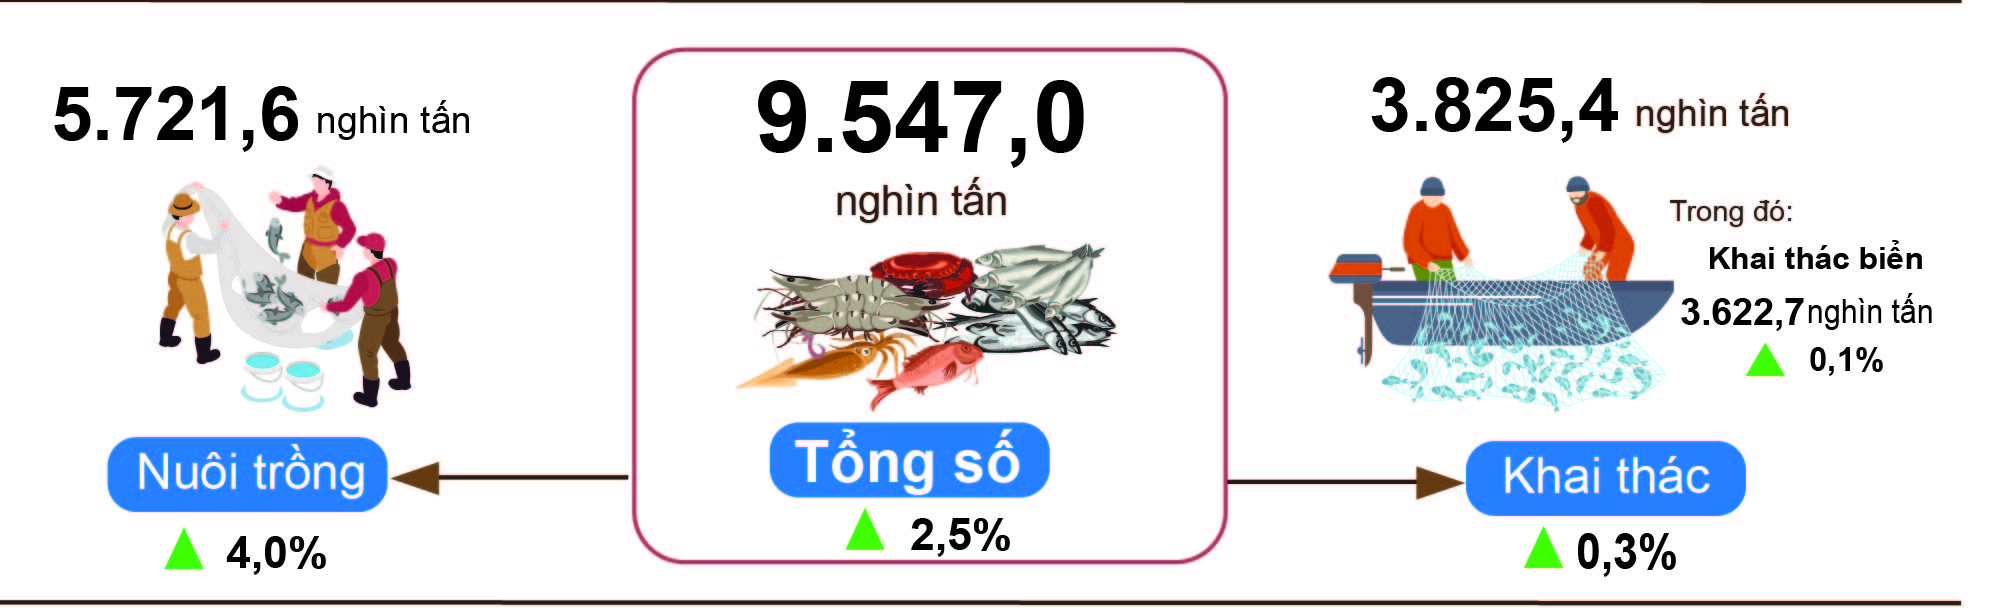 5.721,6 nghìn tấn
Nuôi trồng
4,0%
9.547,0
nghìn tấn
Tổng số
2,5%
3.825,4 nghìn tấn
Trong đó:
Khai thác biển
3.622,7 nghìn tấn
0,1%
Khai thác
0,3%